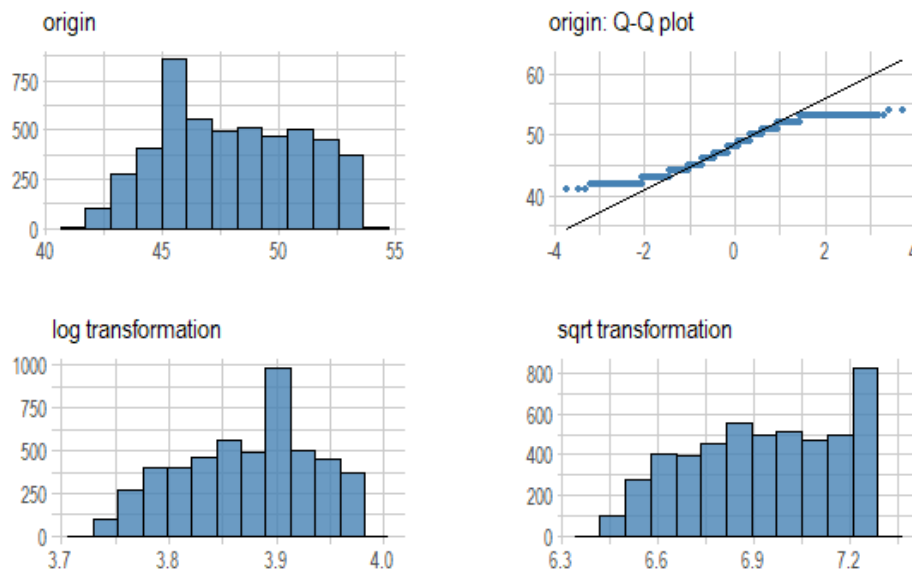 origin
750
500
250
0
40 45 50 55
origin: Q-Q plot
60
50
40
-4 -2 0 2 4
log transformation
1000
750
500
250
0
3.7 3.8 3.9 4.0
sqrt transformation
800
600
400
200
0
6.3 6.6 6.9 7.2